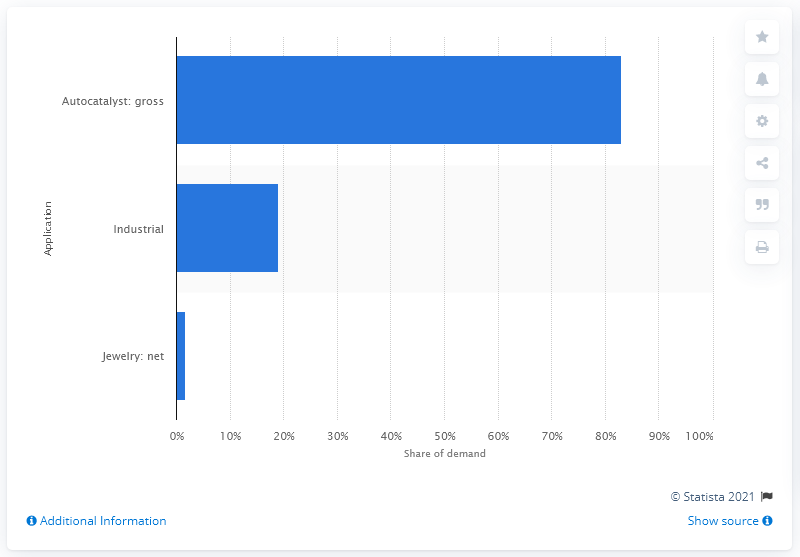 Autocatalyst: gross
Application
Industrial
Jewelry: net
0% 10% 20% 30% 40% 50% 60% 70% 80% 90% 100%
Share of demand
© Statista 2021
Additional Information
Show source